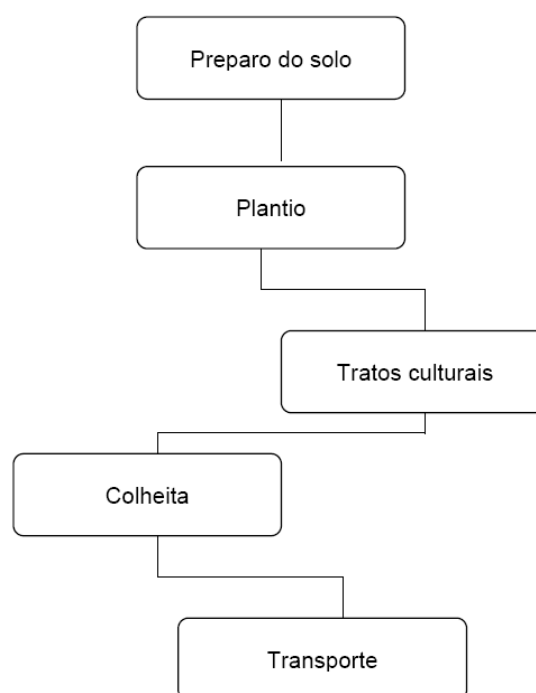 Preparo do solo
Plantio
Tratos culturais
Colheita
Transporte